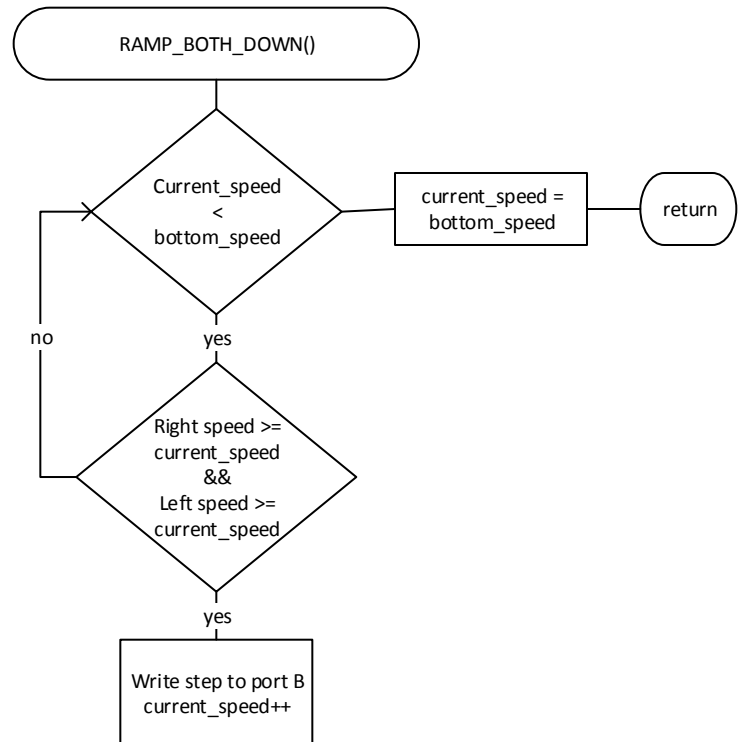 RAMP_BOTH_DOWN()
Current_speed
<
bottom_speed
current_speed =
bottom_speed
return
no
yes
Right speed >=
current_speed
&&
Left speed >=
current_speed
yes
Write step to port B
current_speed++